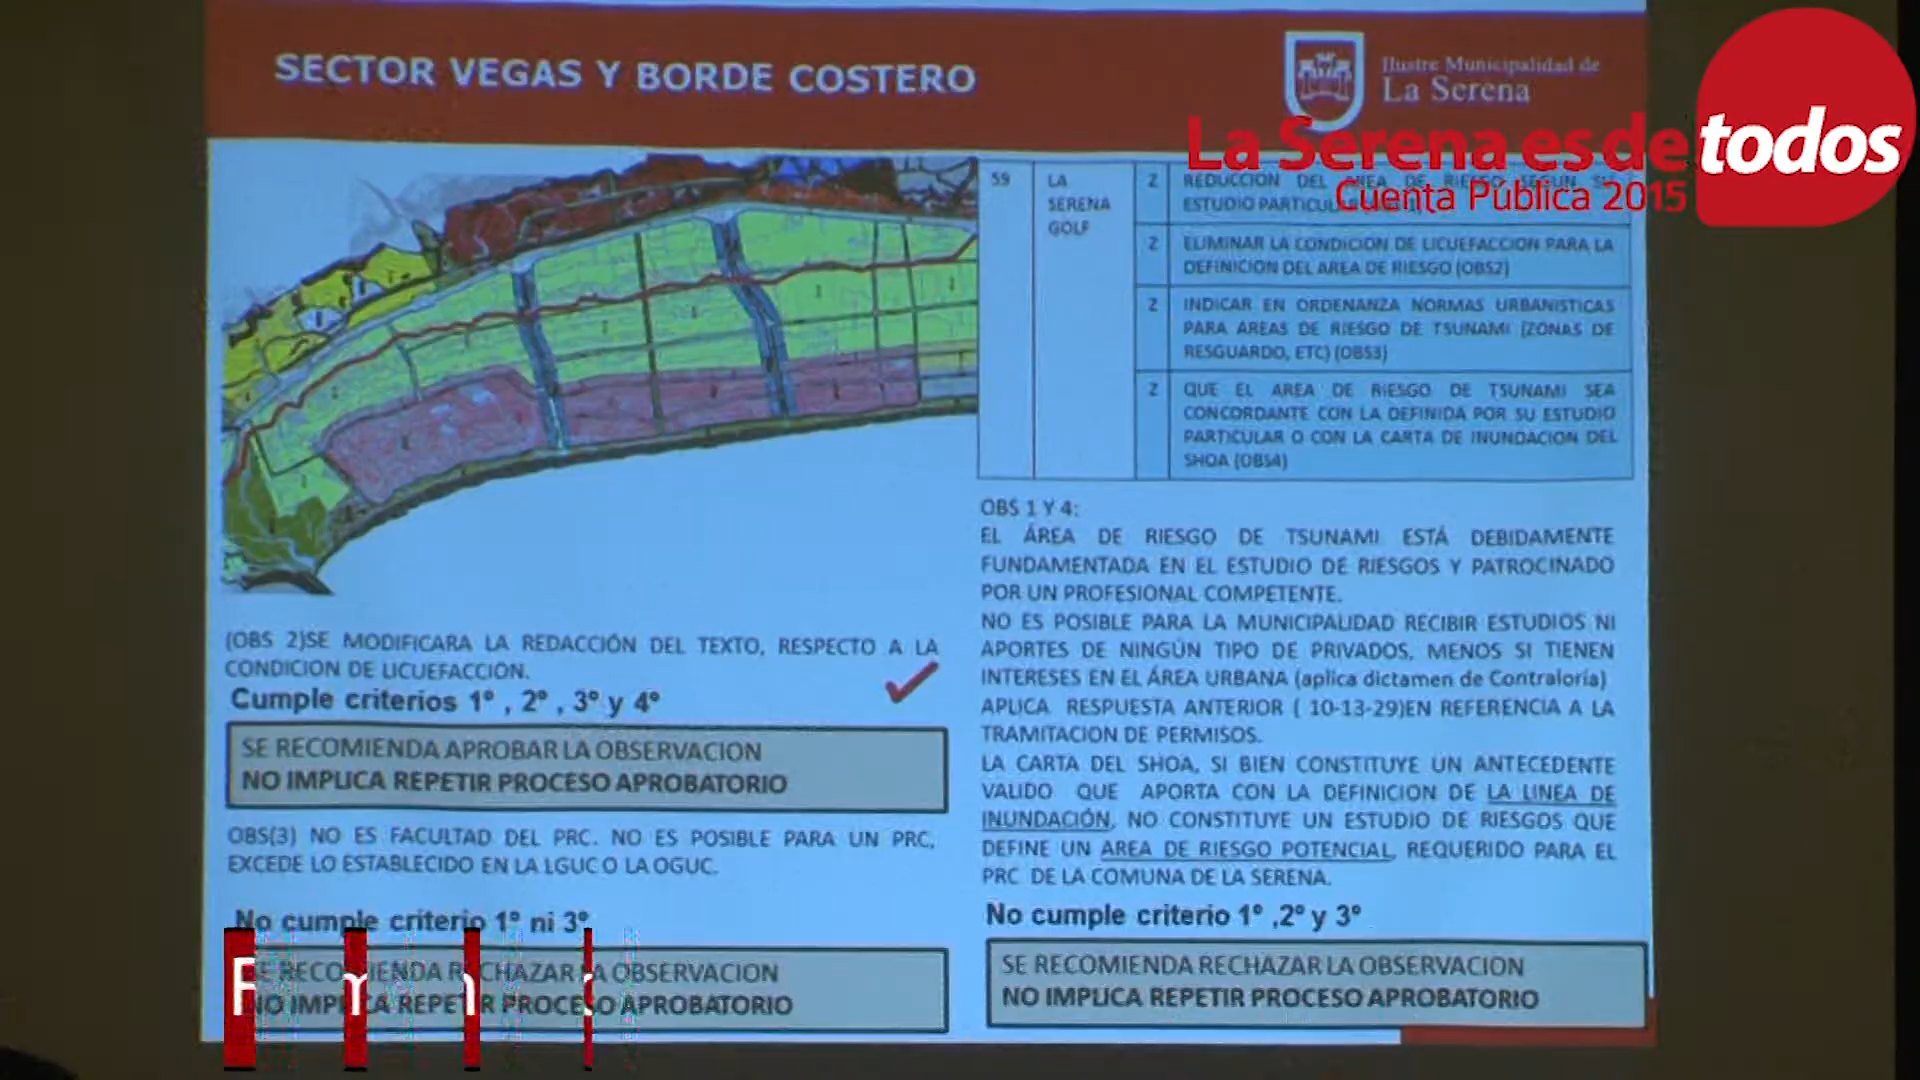 SECTOR VEGAS Y BORDE COSTERO
Ilustre Municipalidad de
La Serena
La Serena es de todos
Cuenta Pública 2015
59
LA
SERENA
GOLF
2
REDUCCION DEL AREA DE RIESGO SEGUN SU
ESTUDIO PARTICULAR
2
ELIMINAR LA CONDICION DE LICUEFACCION PARA LA
DEFINICION DEL AREA DE RIESGO (OBS2)
2
INDICAR EN ORDENANZA NORMAS URBANISTICAS
PARA AREAS DE RIESGO DE TSUNAMI (ZONAS DE
RESGUARDO, ETC) (OBS3)
2
QUE EL AREA DE RIESGO DE TSUNAMI SEA
CONCORDANTE CON LA DEFINIDA POR SU ESTUDIO
PARTICULAR O CON LA CARTA DE INUNDACION DEL
SHOA (OBS4)
(OBS 2)SE MODIFICARA LA REDACCIÓN DEL TEXTO, RESPECTO A LA
CONDICION DE LICUEFACCION.
Cumple criterios 1° , 2° , 3° y 4°
SE RECOMIENDA APROBAR LA OBSERVACION
NO IMPLICA REPETIR PROCESO APROBATORIO
OBS(3) NO ES FACULTAD DEL PRC. NO ES POSIBLE PARA UN PRC,
EXCEDE LO ESTABLECIDO EN LA LGUC O LA OGUC.
No cumple criterio 1° ni 3°
SE RECOMIENDA RECHAZAR LA OBSERVACION
NO IMPLICA REPETIR PROCESO APROBATORIO
OBS 1 Y 4:
EL ÁREA DE RIESGO DE TSUNAMI ESTÁ DEBIDAMENTE
FUNDAMENTADA EN EL ESTUDIO DE RIESGOS Y PATROCINADO
POR UN PROFESIONAL COMPETENTE.
NO ES POSIBLE PARA LA MUNICIPALIDAD RECIBIR ESTUDIOS NI
APORTES DE NINGÚN TIPO DE PRIVADOS, MENOS SI TIENEN
INTERESES EN EL ÁREA URBANA (aplica dictamen de Contraloría)
APLICA RESPUESTA ANTERIOR ( 10-13-29)EN REFERENCIA A LA
TRAMITACION DE PERMISOS.
LA CARTA DEL SHOA, SI BIEN CONSTITUYE UN ANTECEDENTE
VALIDO QUE APORTA CON LA DEFINICION DE LA LINEA DE
INUNDACIÓN, NO CONSTITUYE UN ESTUDIO DE RIESGOS QUE
DEFINE UN AREA DE RIESGO POTENCIAL, REQUERIDO PARA EL
PRC DE LA COMUNA DE LA SERENA.
No cumple criterio 1° ,2° y 3°
SE RECOMIENDA RECHAZAR LA OBSERVACION
NO IMPLICA REPETIR PROCESO APROBATORIO